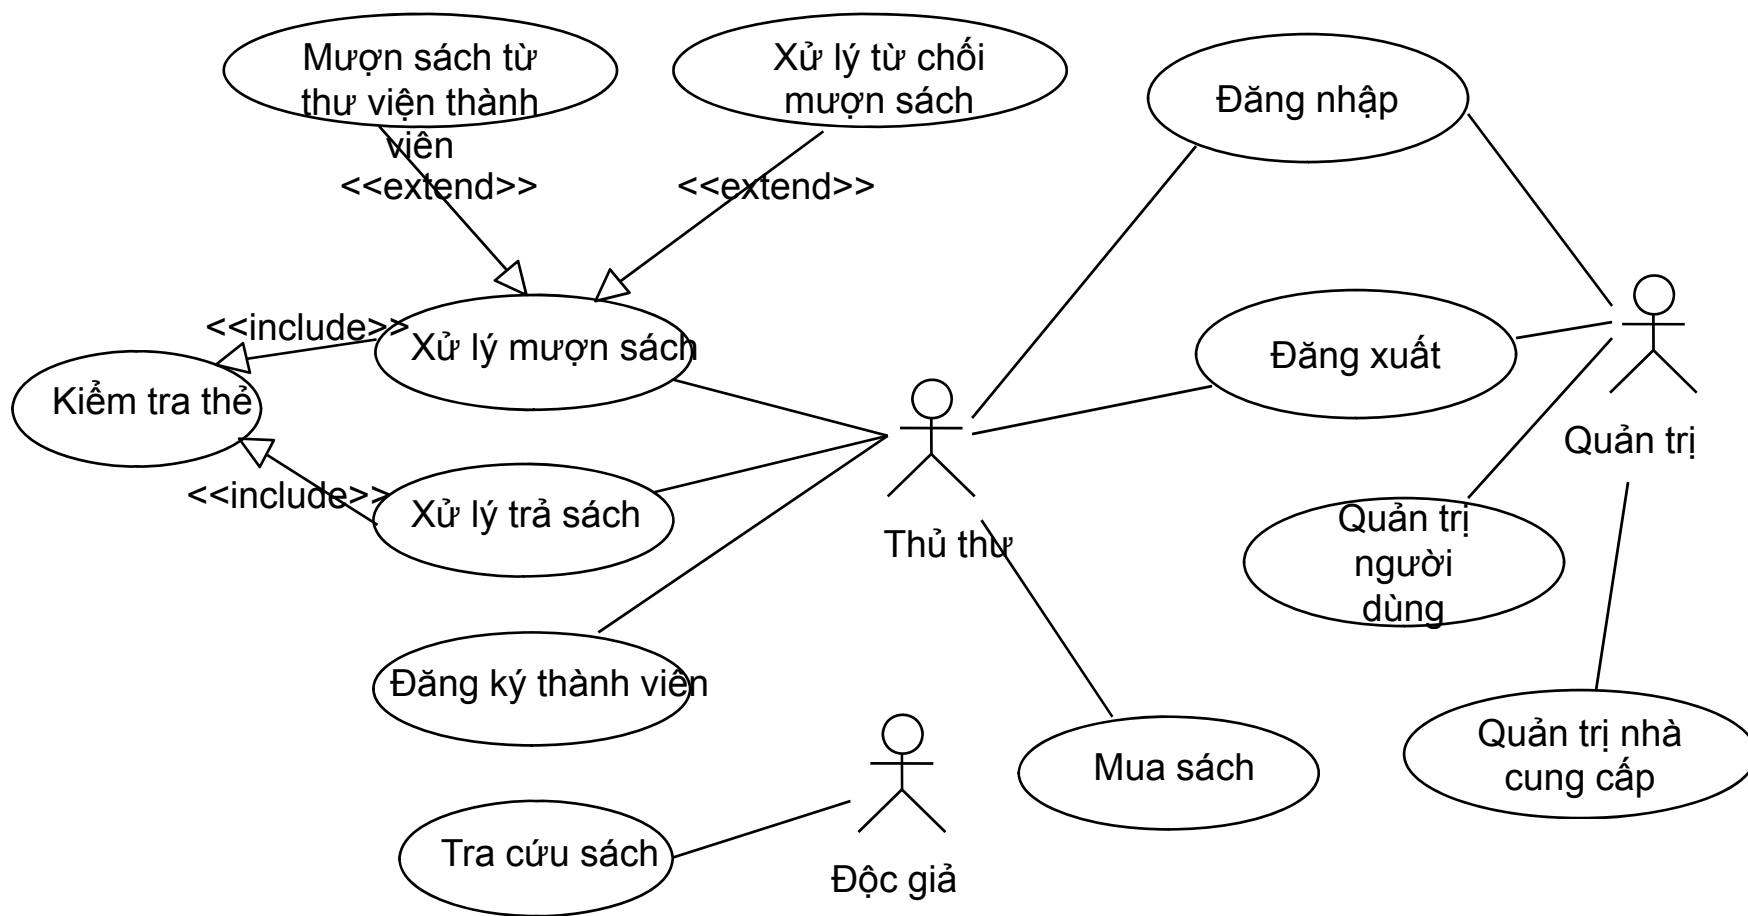 Mượn sách từ
thư viện thành
viên
Xử lý từ chối
mượn sách
Đăng nhập
<<extend>>
<<extend>>
<<include>>
Xử lý mượn sách
Đăng xuất
Kiểm tra thẻ
Quản trị
<<include>>
Xử lý trả sách
Thủ thư
Quản trị
người
dùng
Đăng ký thành viên
Mua sách
Quản trị nhà
cung cấp
Tra cứu sách
Độc giả